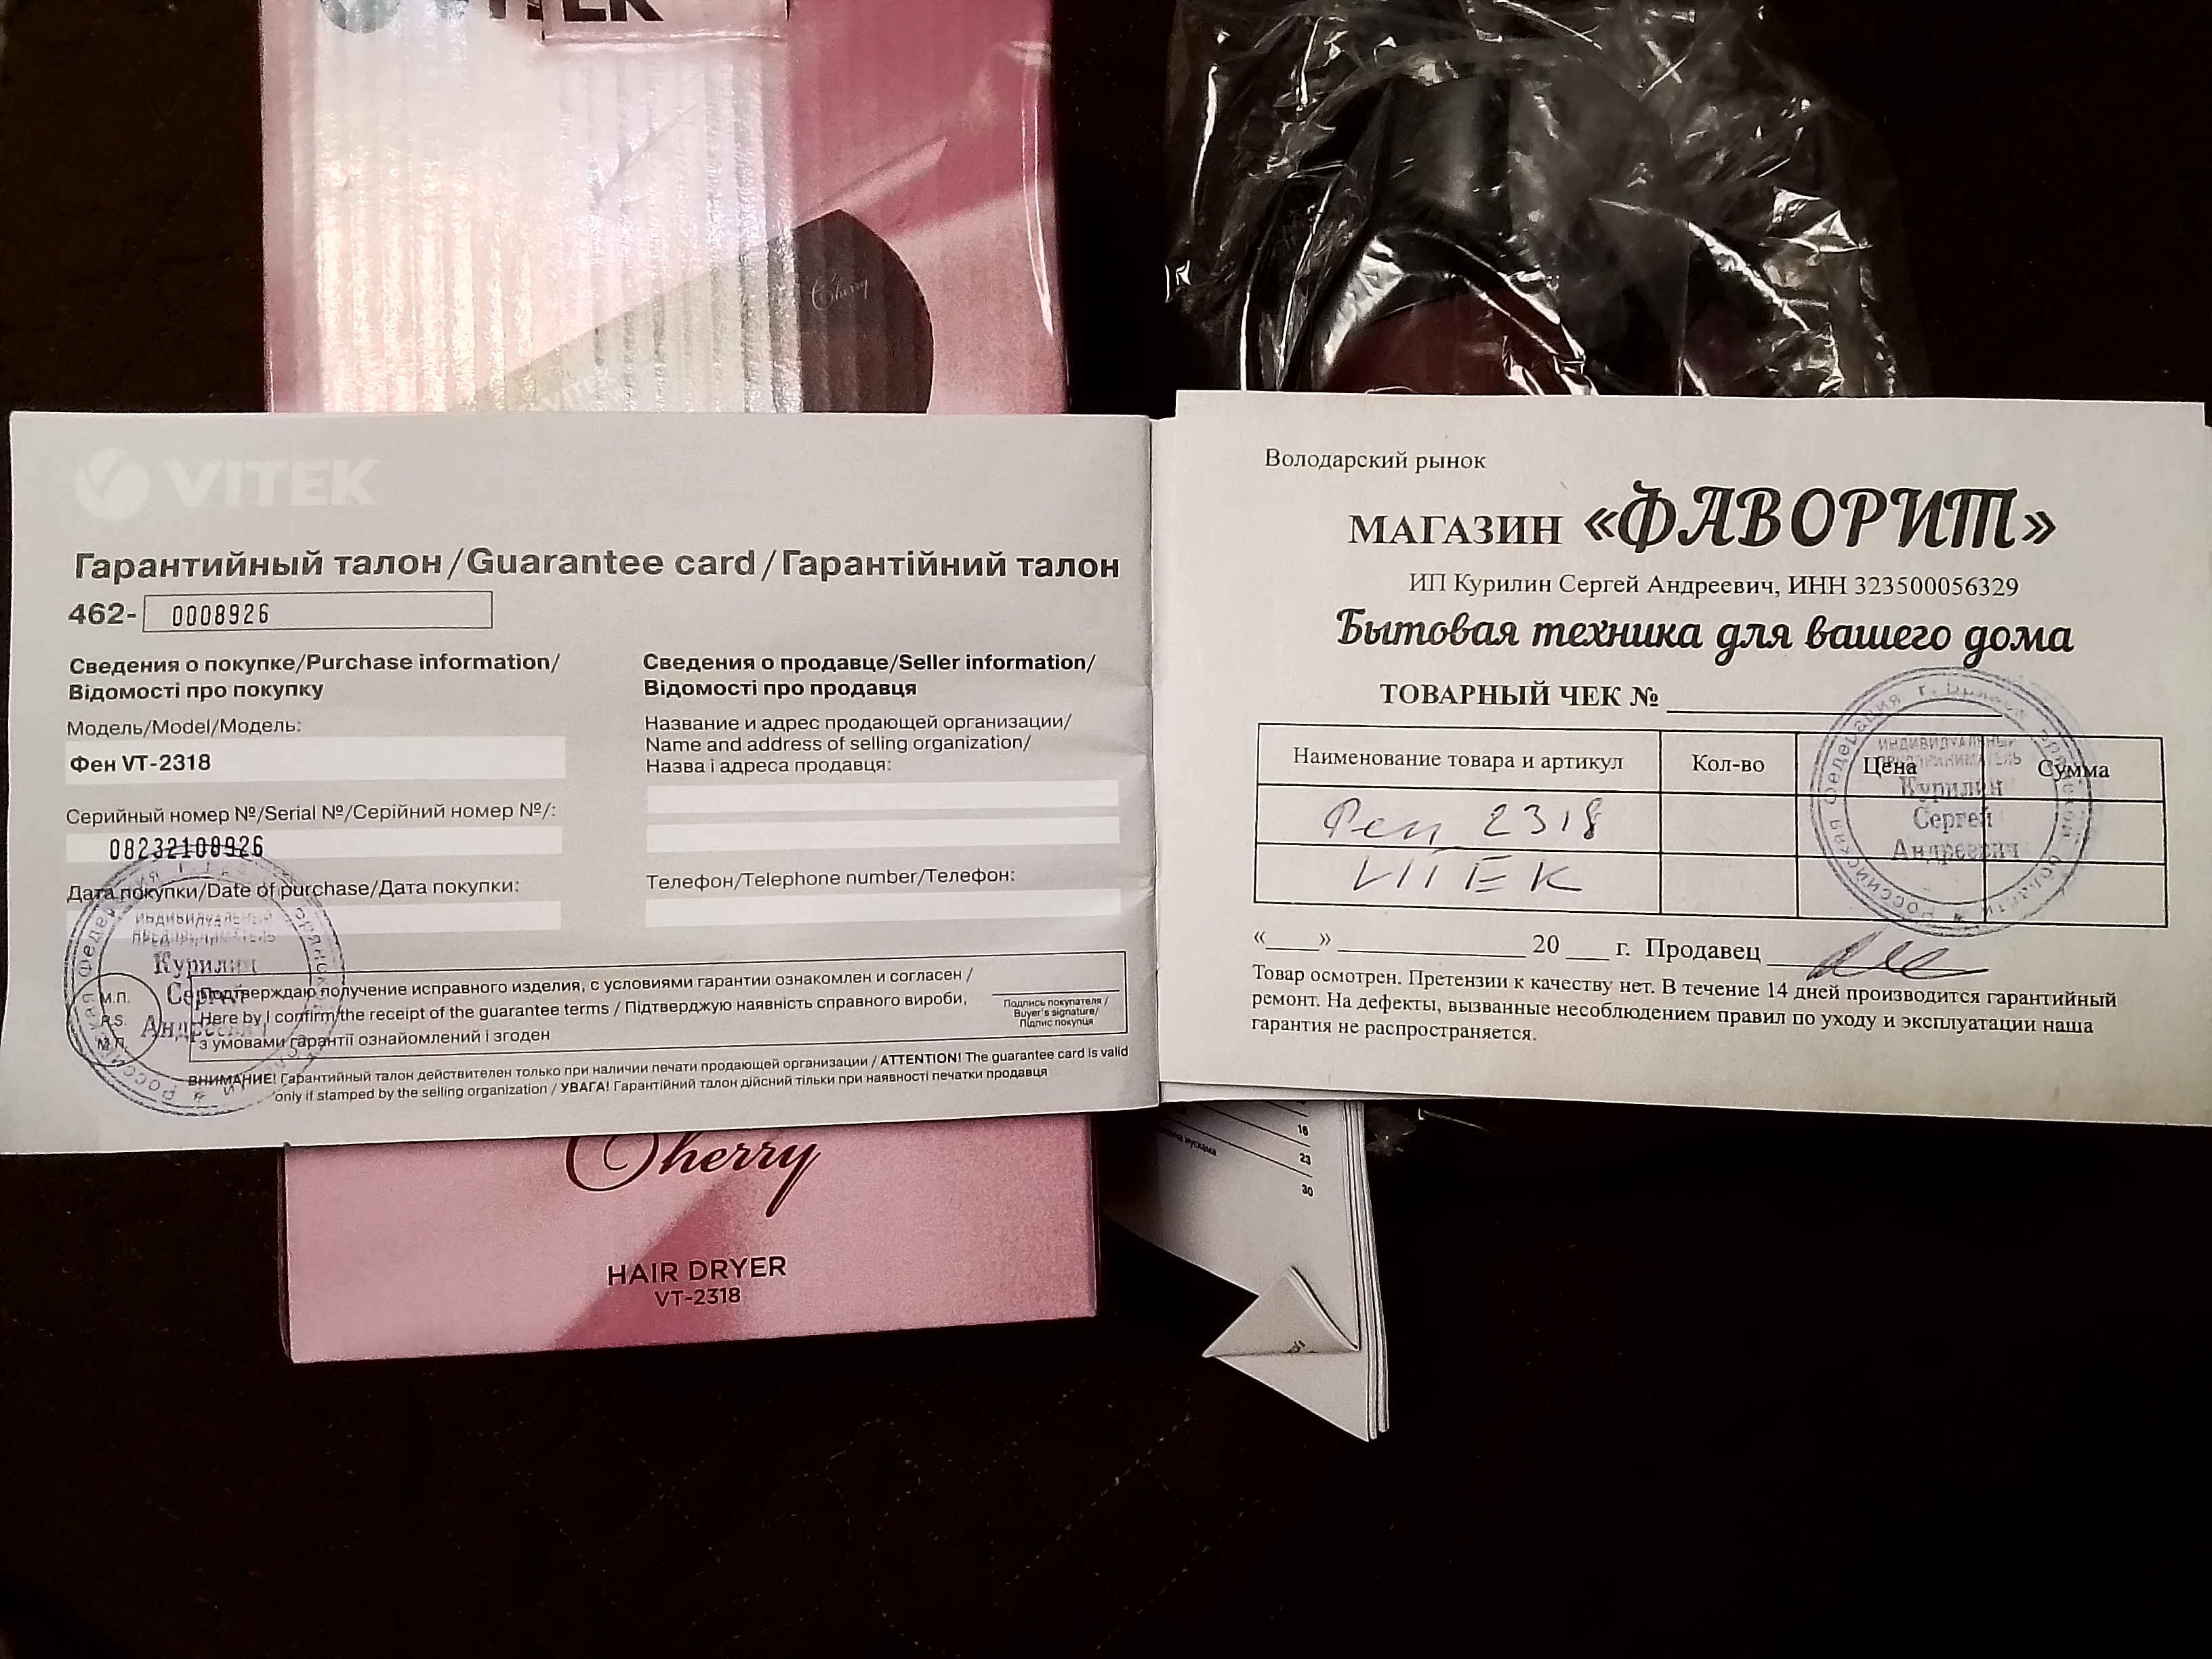 VITEK
Cherry
VITEK
VITEK
Гарантийный талон/Guarantee card/Гарантійний талон
462- 0008926
Сведения о покупке/Purchase information/
Відомості про покупку
Модель/Model/Модель:
Фен VT-2318
Серийный номер №/Serial №/Серійний номер №/:
08232108926
Дата покупки/Date of purchase/Дата покупки:
Сведения о продавце/Seller information/
Відомості про продавця
Название и адрес продающей организации/
Name and address of selling organization/
Назва і адреса продавця:
Телефон/Telephone number/Телефон:
ИНДИВИДУАЛЬНЫЙ
ПРЕДПРИНИМАТЕЛЬ
Курилин
Сергей
Андреевич
М.П.
P.S.
М.П.
Подтверждаю получение исправного изделия, с условиями гарантии ознакомлен и согласен /
Here by I confirm the receipt of the guarantee terms / Підтверджую наявність справного вироби,
з умовами гарантії ознайомлений і згоден
Подпись покупателя /
Buyer's signature/
Підпис покупця
ВНИМАНИЕ! Гарантийный талон действителен только при наличии печати продающей организации / ATTENTION! The guarantee card is valid
only if stamped by the selling organization / УВАГА! Гарантійний талон дійсний тільки при наявності печатки продавця
Володарский рынок
МАГАЗИН «ФАВОРИТ»
ИП Курилин Сергей Андреевич, ИНН 323500056329
Бытовая техника для вашего дома
ТОВАРНЫЙ ЧЕК №
Наименование товара и артикул Кол-во Цена Сумма
Фен 2318
VITEK
ИНДИВИДУАЛЬНЫЙ
ПРЕДПРИНИМАТЕЛЬ
Курилин
Сергей
Андреевич
Российская Федерация
« » 20 г. Продавец
Товар осмотрен. Претензии к качеству нет. В течение 14 дней производится гарантийный
ремонт. На дефекты, вызванные несоблюдением правил по уходу и эксплуатации наша
гарантия не распространяется.
Cherry
HAIR DRYER
VT-2318
16
23
30